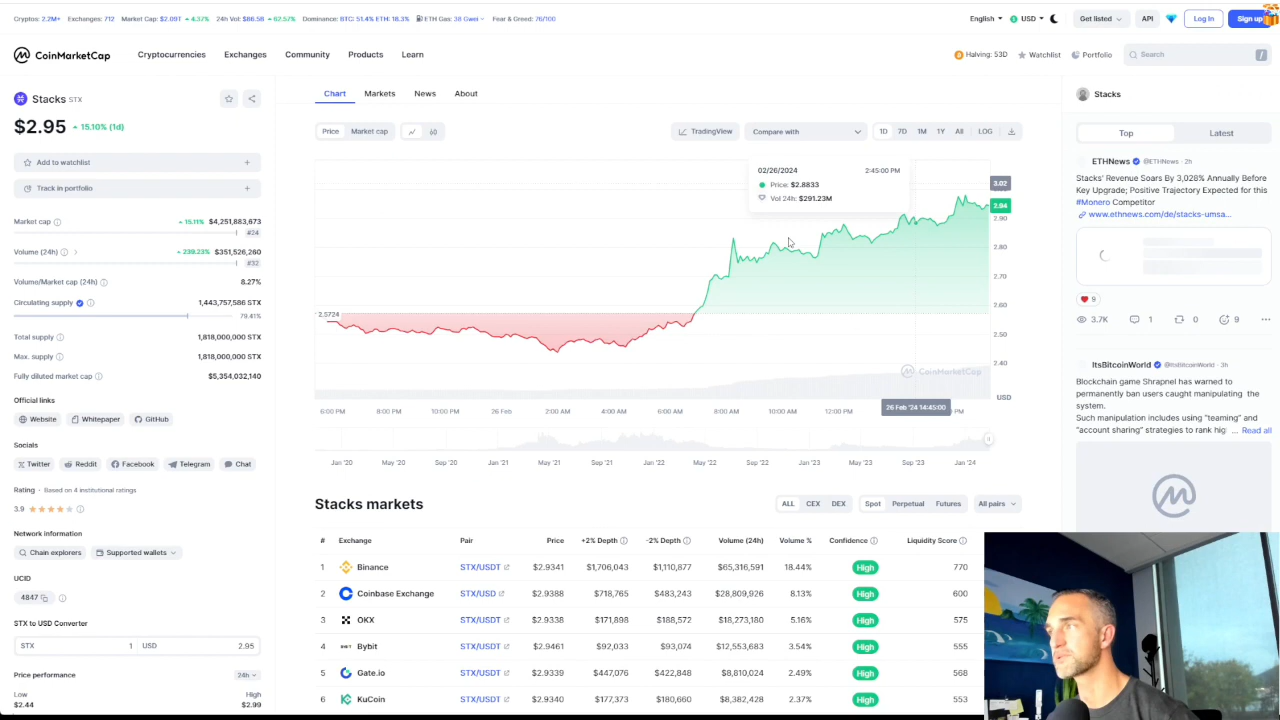 Cryptos: 2.2M+ Exchanges: 712 Market Cap: $2.09T 4.37% 24h Vol: $86.5B 62.57% Dominance: BTC: 51.4% ETH: 18.3% ETH Gas: 38 Gwei Fear & Greed: 76/100
English USD Get listed API Log In Sign up
CoinMarketCap Cryptocurrencies Exchanges Community Products Learn
Halving: 53D Watchlist Portfolio Search /
Stacks STX
$2.95 15.10% (1d)
Add to watchlist +
Track in portfolio +
Market cap 15.11% $4,251,883,673
#24
Volume (24h) 239.23% $351,526,260
#32
Volume/Market cap (24h) 8.27%
Circulating supply 1,443,757,586 STX
79.41%
Total supply 1,818,000,000 STX
Max. supply 1,818,000,000 STX
Fully diluted market cap $5,354,032,140
Official links
Website Whitepaper GitHub
Socials
Twitter Reddit Facebook Telegram Chat
Rating · Based on 4 institutional ratings
3.9
Network information
Chain explorers Supported wallets
UCID
4847
STX to USD Converter
STX 1 USD 2.95
Price performance 24h
Low High
$2.44 $2.99
Chart Markets News About
Price Market cap TradingView Compare with 1D 7D 1M 1Y All LOG
02/26/2024 2:45:00 PM
Price: $2.8833
Vol 24h: $291.23M
3.02
2.94
2.90
2.80
2.70
2.60
2.50
2.40
USD
2.5724
CoinMarketCap
6:00 PM 8:00 PM 10:00 PM 26 Feb 2:00 AM 4:00 AM 6:00 AM 8:00 AM 10:00 AM 12:00 PM 26 Feb '24 14:45:00 PM
Jan '20 May '20 Sep '20 Jan '21 May '21 Sep '21 Jan '22 May '22 Sep '22 Jan '23 May '23 Sep '23 Jan '24
Stacks markets ALL CEX DEX Spot Perpetual Futures All pairs
# Exchange Pair Price +2% Depth -2% Depth Volume (24h) Volume % Confidence Liquidity Score
1 Binance STX/USDT $2.9341 $1,706,043 $1,110,877 $65,316,591 18.44% High 770
2 Coinbase Exchange STX/USD $2.9388 $718,765 $483,243 $28,809,926 8.13% High 600
3 OKX STX/USDT $2.9338 $171,898 $188,572 $18,273,180 5.16% High 575
4 Bybit STX/USDT $2.9461 $92,033 $93,074 $12,553,683 3.54% High 555
5 Gate.io STX/USDT $2.9339 $447,076 $422,848 $8,810,024 2.49% High 568
6 KuCoin STX/USDT $2.9340 $177,373 $180,660 $8,382,428 2.37% High 553
Stacks
Top Latest
ETHNews @ETHNews · 2h
Stacks' Revenue Soars By 3,028% Annually Before
Key Upgrade; Positive Trajectory Expected for this
#Monero Competitor
www.ethnews.com/de/stacks-umsa...
9
3.7K 1 0 9
ItsBitcoinWorld @ItsBitcoinWorld · 3h
Blockchain game Shrapnel has warned to
permanently ban users caught manipulating the
system.
Such manipulation includes using "teaming" and
"account sharing" strategies to rank hig ... Read all